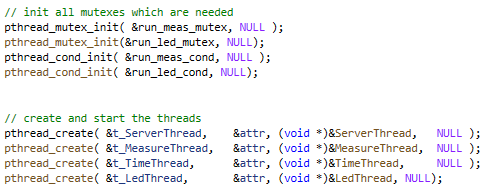 // init all mutexes which are needed
pthread_mutex_init( &run_meas_mutex, NULL );
pthread_mutex_init(&run_led_mutex, NULL);
pthread_cond_init( &run_meas_cond, NULL );
pthread_cond_init( &run_led_cond, NULL);

// create and start the threads
pthread_create( &t_ServerThread,    &attr, (void *)&ServerThread,   NULL );
pthread_create( &t_MeasureThread,   &attr, (void *)&MeasureThread,  NULL );
pthread_create( &t_TimeThread,      &attr, (void *)&TimeThread,     NULL );
pthread_create( &t_LedThread,       &attr, (void *)&LedThread, NULL);